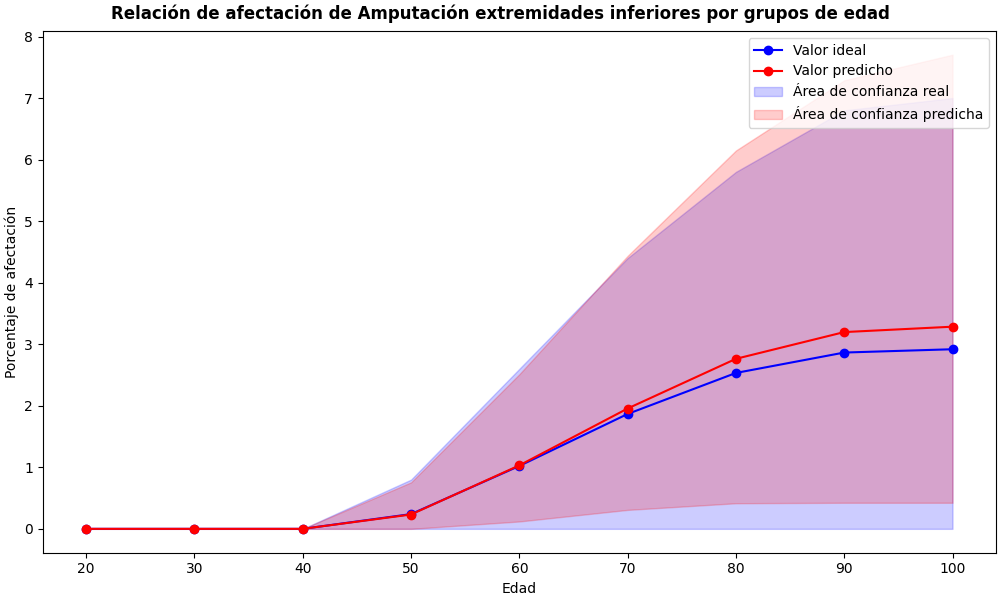 Relación de afectación de Amputación extremidades inferiores por grupos de edad
Valor ideal
Valor predicho
Área de confianza real
Área de confianza predicha
Porcentaje de afectación
8
7
6
5
4
3
2
1
0
20 30 40 50 60 70 80 90 100
Edad